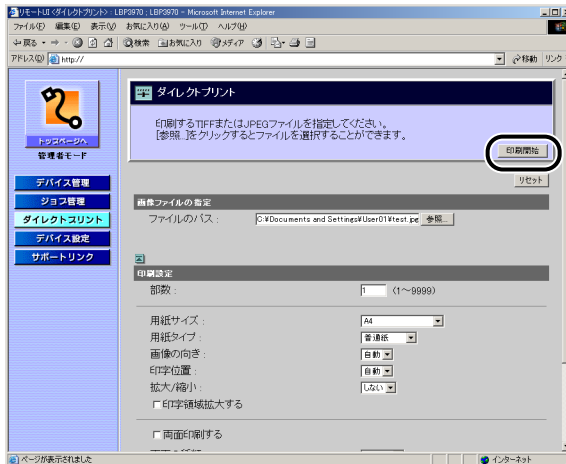 リモートUI <ダイレクトプリント> : LBP3970 ; LBP3970 - Microsoft Internet Explorer
ファイル(F) 編集(E) 表示(V) お気に入り(A) ツール(T) ヘルプ(H)
戻る 検索 お気に入り メディア
アドレス(D) http:// 移動 リンク
トップページへ
管理者モード
デバイス管理
ジョブ管理
ダイレクトプリント
デバイス設定
サポートリンク
ダイレクトプリント
印刷するTIFFまたはJPEGファイルを指定してください。
[参照...]をクリックするとファイルを選択することができます。
印刷開始
リセット
画像ファイルの指定
ファイルのパス : C:¥Documents and Settings¥User01¥test.jpg 参照...
印刷設定
部数 : 1 (1～9999)
用紙サイズ : A4
用紙タイプ : 普通紙
画像の向き : 自動
印字位置 : 自動
拡大/縮小 : しない
印字領域拡大する
両面印刷する
ページが表示されました インターネット